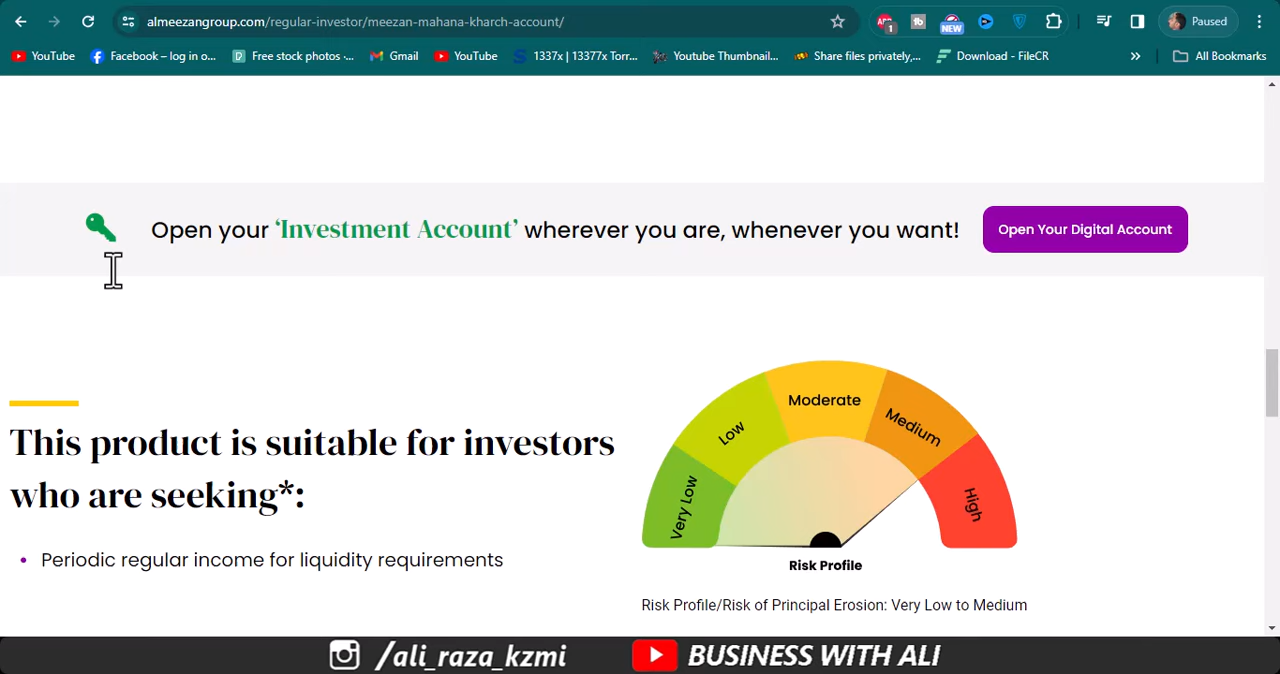 almeezangroup.com/regular-investor/meezan-mahana-kharch-account/
1
NEW
Paused
YouTube
Facebook – log in o...
Free stock photos ·...
Gmail
YouTube
1337x | 13377x Torr...
Youtube Thumbnail...
Share files privately,...
Download - FileCR
»
All Bookmarks
Open your ‘Investment Account’ wherever you are, whenever you want!
Open Your Digital Account
This product is suitable for investors
who are seeking*:
• Periodic regular income for liquidity requirements
Very Low
Low
Moderate
Medium
High
Risk Profile
Risk Profile/Risk of Principal Erosion: Very Low to Medium
/ali_raza_kzmi
BUSINESS WITH ALI